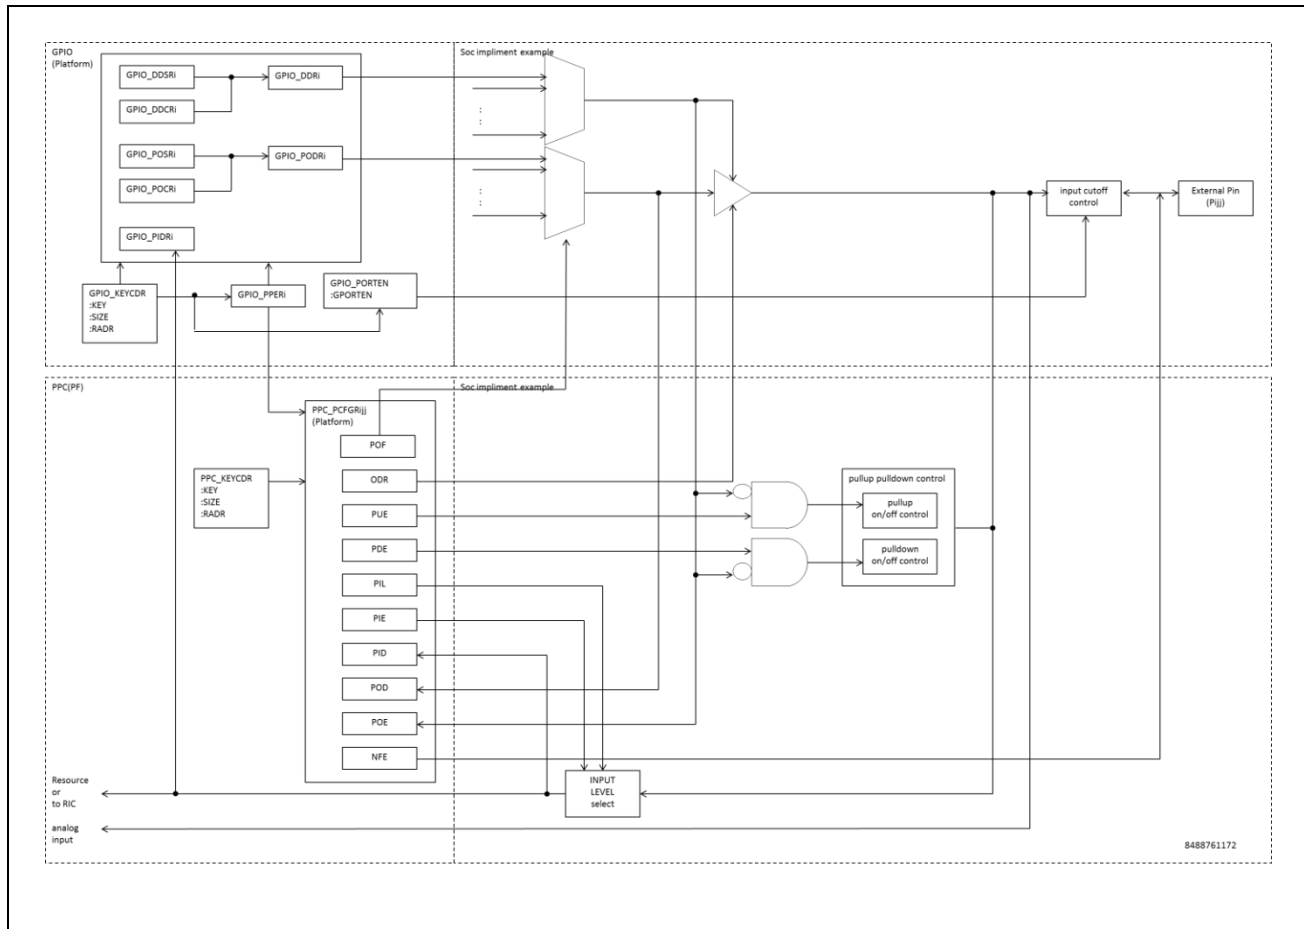 GPIO
(Platform)
Soc impliment example
GPIO_DDSRi
GPIO_DDRi
GPIO_DDCRi
:
:
GPIO_POSRi
GPIO_PODRi
GPIO_POCRi
:
:
input cutoff
control
External Pin
(Pijj)
GPIO_PIDRi
GPIO_KEYCDR
:KEY
:SIZE
:RADR
GPIO_PPERi
GPIO_PORTEN
:GPORTEN
PPC(PF)
Soc impliment example
PPC_PCFGRijj
(Platform)
POF
PPC_KEYCDR
:KEY
:SIZE
:RADR
ODR
PUE
PDE
PIL
PIE
PID
POD
POE
NFE
pullup pulldown control
pullup
on/off control
pulldown
on/off control
INPUT
LEVEL
select
Resource
or
to RIC
analog
input
8488761172